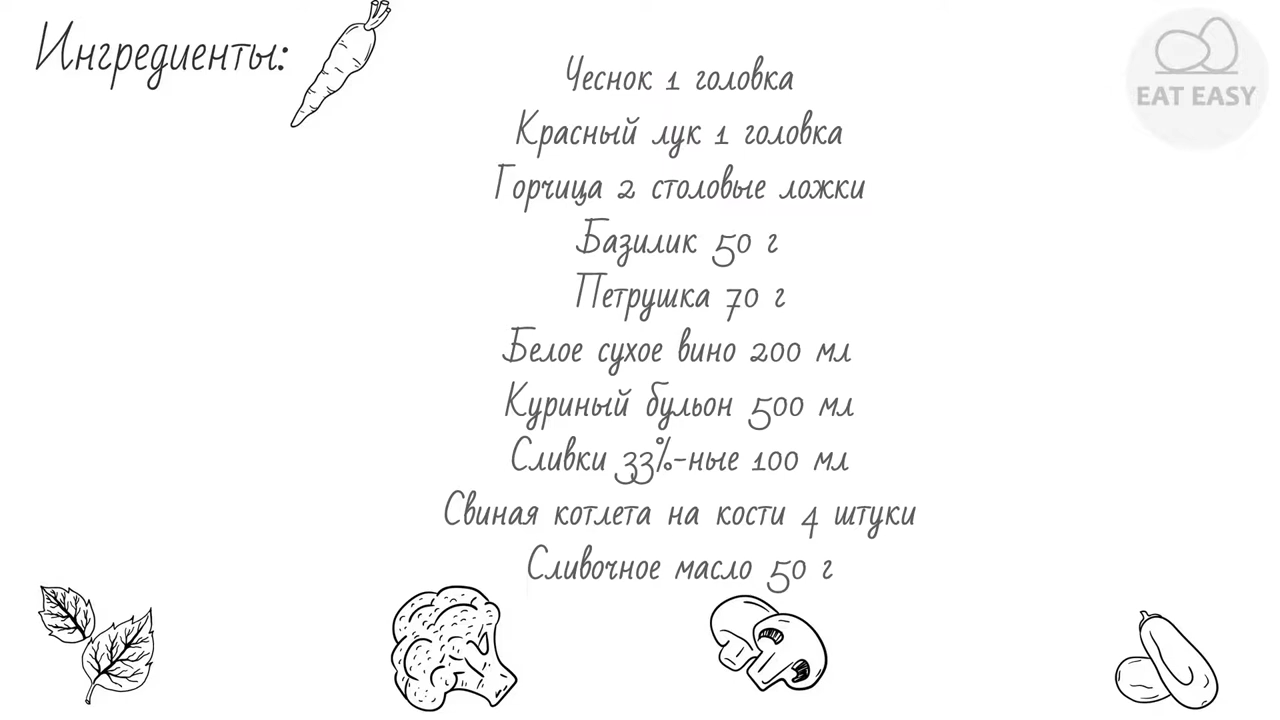 Ингредиенты:
EAT EASY
Чеснок 1 головка
Красный лук 1 головка
Горчица 2 столовые ложки
Базилик 50 г
Петрушка 70 г
Белое сухое вино 200 мл
Куриный бульон 500 мл
Сливки 33%-ные 100 мл
Свиная котлета на кости 4 штуки
Сливочное масло 50 г